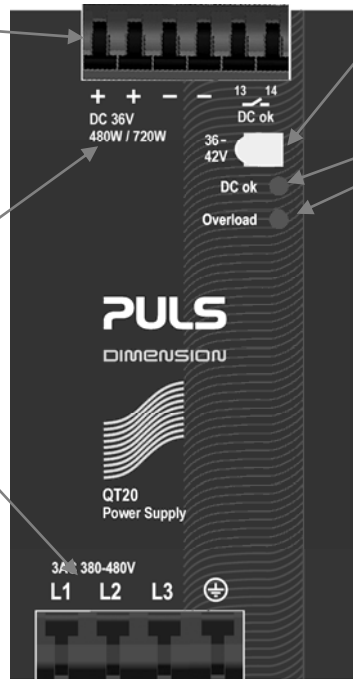 + + − − 13 14
DC ok
DC 36V
480W / 720W
36-
42V
DC ok
Overload
PULS
DIMENSION
QT20
Power Supply
3AC 380-480V
L1 L2 L3